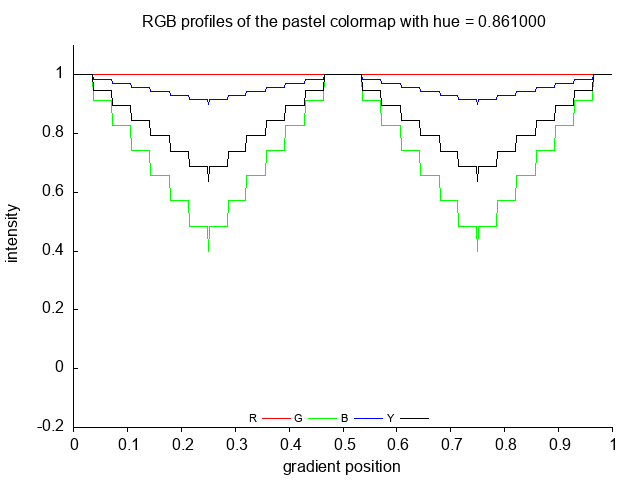 RGB profiles of the pastel colormap with hue = 0.861000
1
0.8
0.6
0.4
0.2
0
-0.2
intensity
R G B Y
0 0.1 0.2 0.3 0.4 0.5 0.6 0.7 0.8 0.9 1
gradient position